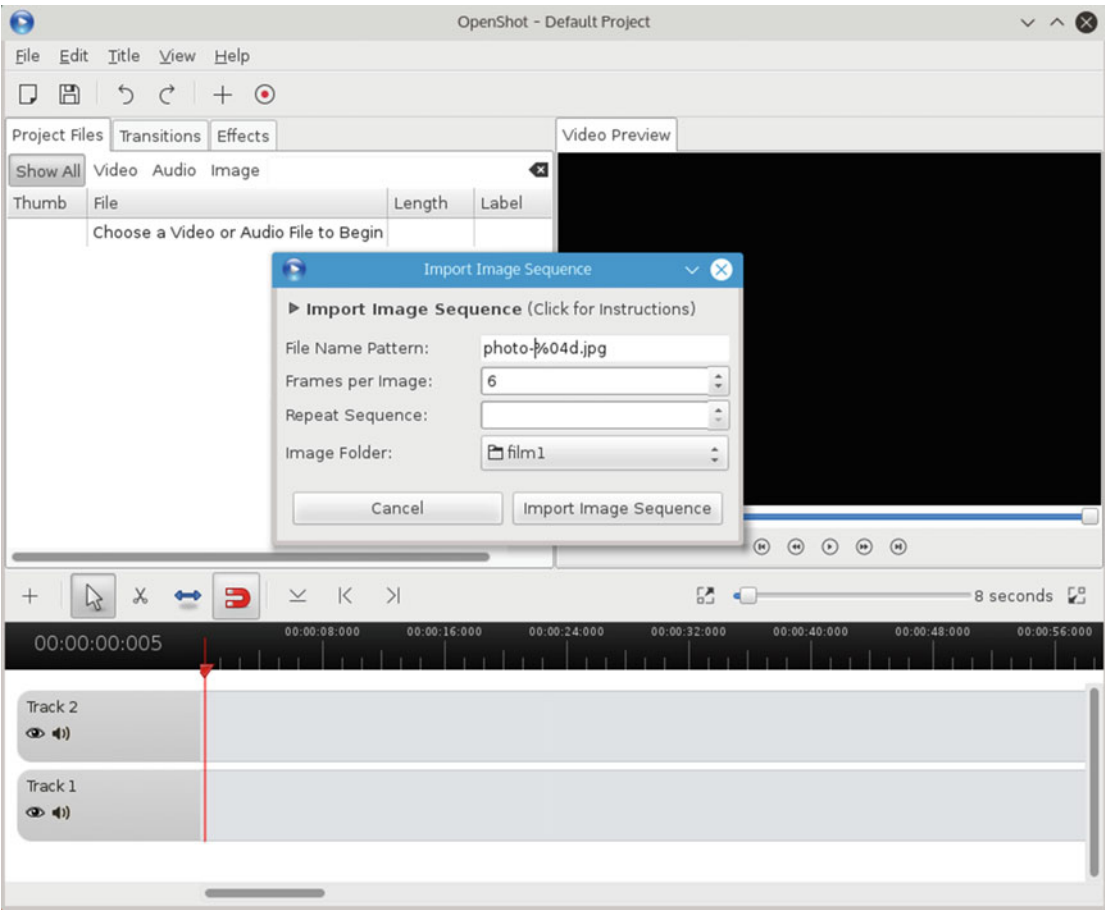 OpenShot - Default Project
File Edit Title View Help
Project Files Transitions Effects
Video Preview
Show All Video Audio Image
Thumb File Length Label
Choose a Video or Audio File to Begin
Import Image Sequence
Import Image Sequence (Click for Instructions)
File Name Pattern: photo-%04d.jpg
Frames per Image: 6
Repeat Sequence:
Image Folder: film1
Cancel Import Image Sequence
8 seconds
00:00:00:005
00:00:08:000 00:00:16:000 00:00:24:000 00:00:32:000 00:00:40:000 00:00:48:000 00:00:56:000
Track 2
Track 1